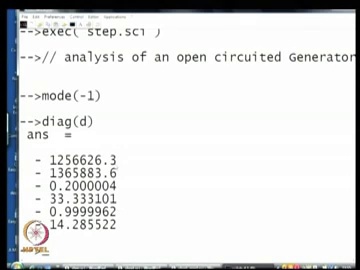 File Edit Preferences Control Editor Applications ?
-->exec( step.sci )
-->// analysis of an open circuited Generator
-->mode(-1)
-->diag(d)
ans =
- 1256626.3
- 1365883.6
- 0.2000004
- 33.333101
- 0.9999962
- 14.285522
NPTEL